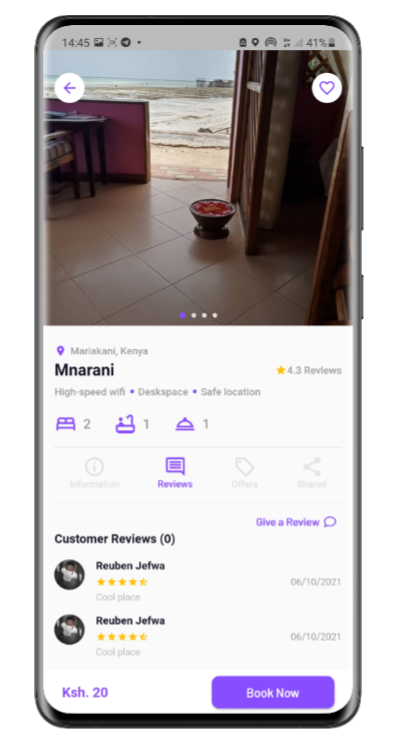 14:45
41%
Mariakani, Kenya
Mnarani
4.3 Reviews
High-speed wifi • Deskspace • Safe location
2 1 1
Information Reviews Offers Shared
Give a Review
Customer Reviews (0)
Reuben Jefwa
06/10/2021
Cool place
Reuben Jefwa
06/10/2021
Cool place
Ksh. 20
Book Now